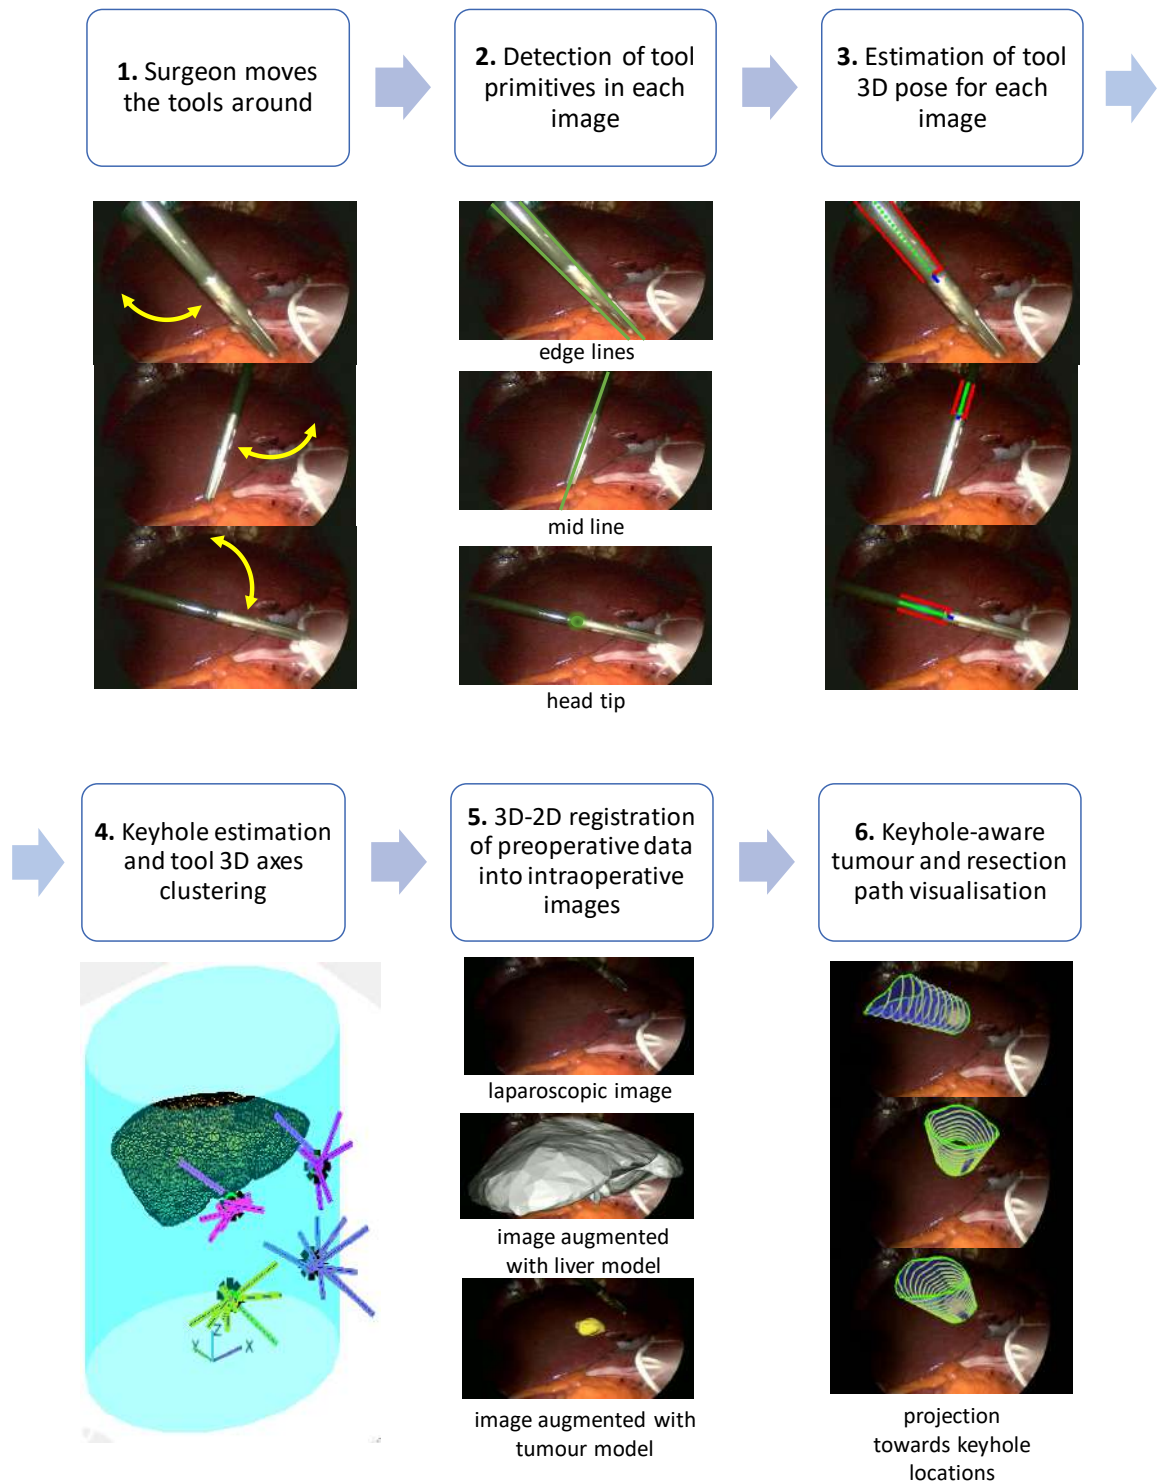 1. Surgeon moves
the tools around
2. Detection of tool
primitives in each
image
3. Estimation of tool
3D pose for each
image
edge lines
mid line
head tip
4. Keyhole estimation
and tool 3D axes
clustering
5. 3D-2D registration
of preoperative data
into intraoperative
images
6. Keyhole-aware
tumour and resection
path visualisation
Z
Y
X
laparoscopic image
image augmented
with liver model
image augmented with
tumour model
projection
towards keyhole
locations